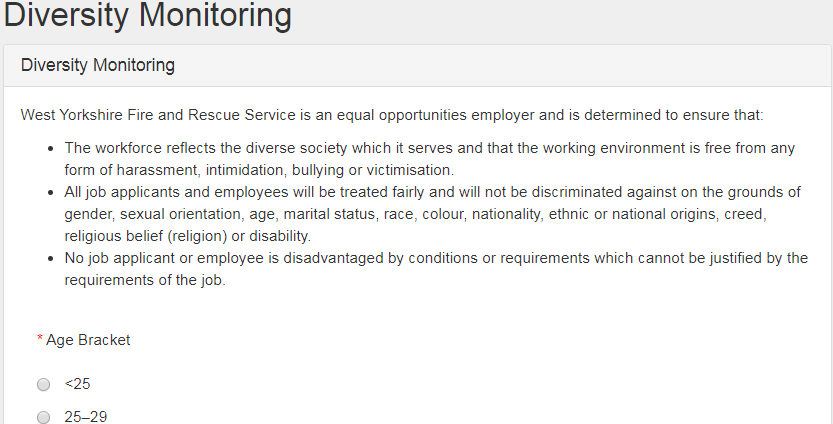 Diversity Monitoring
Diversity Monitoring
West Yorkshire Fire and Rescue Service is an equal opportunities employer and is determined to ensure that:
• The workforce reflects the diverse society which it serves and that the working environment is free from any
form of harassment, intimidation, bullying or victimisation.
• All job applicants and employees will be treated fairly and will not be discriminated against on the grounds of
gender, sexual orientation, age, marital status, race, colour, nationality, ethnic or national origins, creed,
religious belief (religion) or disability.
• No job applicant or employee is disadvantaged by conditions or requirements which cannot be justified by the
requirements of the job.
* Age Bracket
<25
25–29